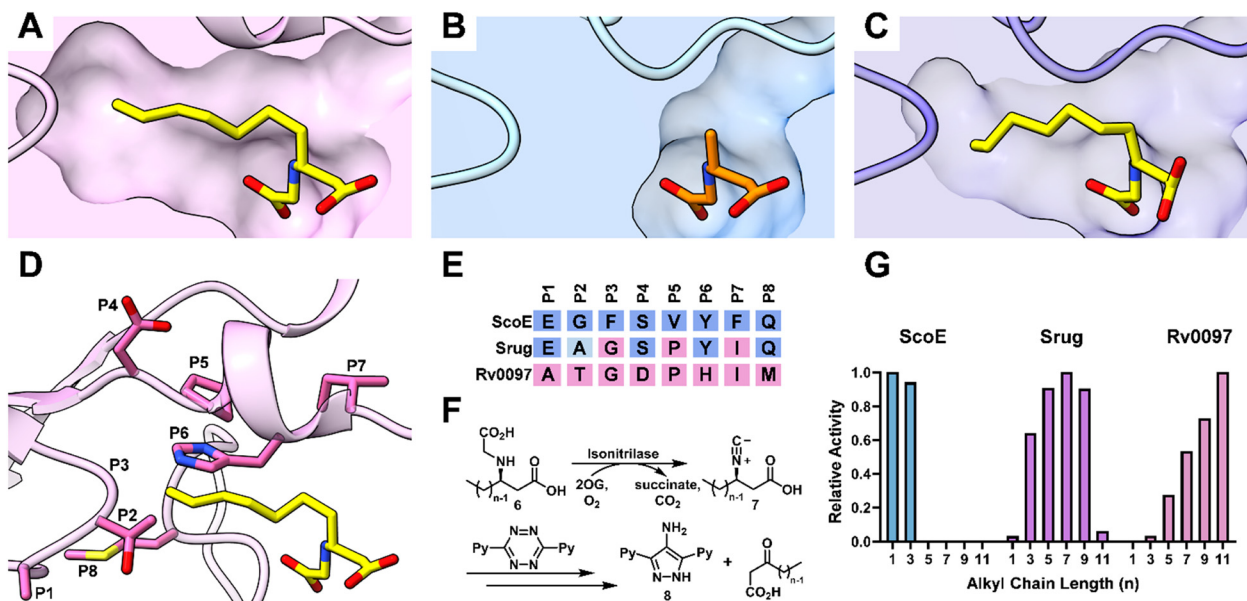 A
B
C
D
P4
P5
P7
P6
P3
P2
P8
P1
E
P1 P2 P3 P4 P5 P6 P7 P8
ScoE E G F S V Y F Q
Srug E A G S P Y I Q
Rv0097 A T G D P H I M
F
CO₂H
NH O
OH
n-1
6
Isonitrilase
2OG,
O₂
succinate,
CO₂
C−
N+ O
OH
n-1
7
N=N
Py Py
N-N
NH₂
Py Py
N-NH
8
+
O
n-1
CO₂H
G
ScoE Srug Rv0097
Relative Activity
1.0
0.8
0.6
0.4
0.2
0.0
1 3 5 7 9 11 1 3 5 7 9 11 1 3 5 7 9 11
Alkyl Chain Length (n)